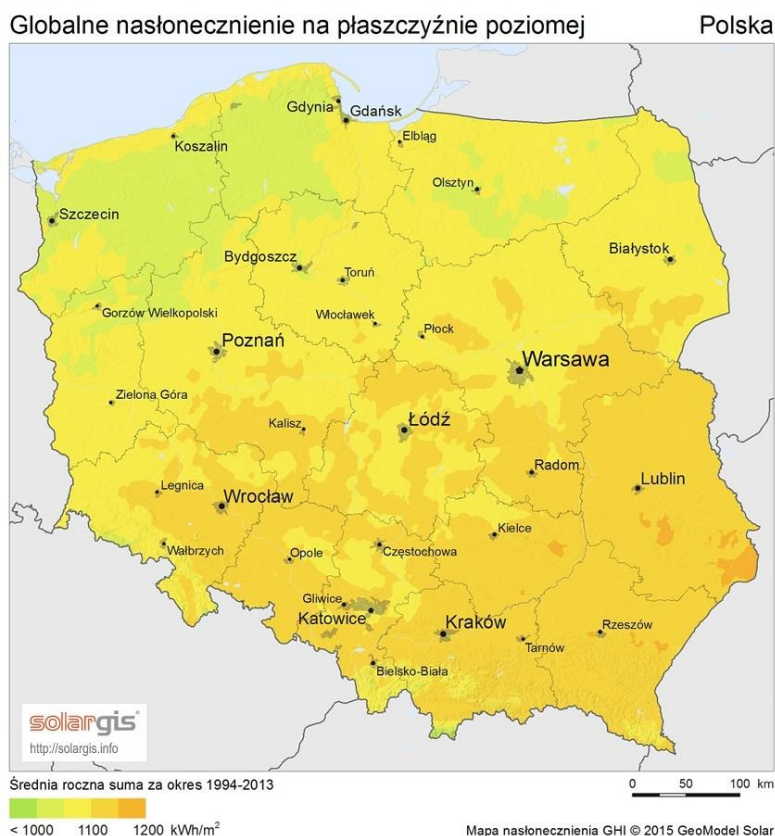 Globalne nasłonecznienie na płaszczyźnie poziomej Polska
Gdynia
Gdańsk
Koszalin
Elbląg
Olsztyn
Szczecin
Białystok
Bydgoszcz
Toruń
Gorzów Wielkopolski
Włocławek
Płock
Poznań
Warsawa
Zielona Góra
Kalisz
Łódź
Radom
Lublin
Legnica
Wrocław
Kielce
Wałbrzych
Opole
Częstochowa
Gliwice
Katowice
Kraków
Rzeszów
Tarnów
Bielsko-Biała
solargis
http://solargis.info
Średnia roczna suma za okres 1994-2013
0 50 100 km
< 1000 1100 1200 kWh/m²
Mapa nasłonecznienia GHI © 2015 GeoModel Solar